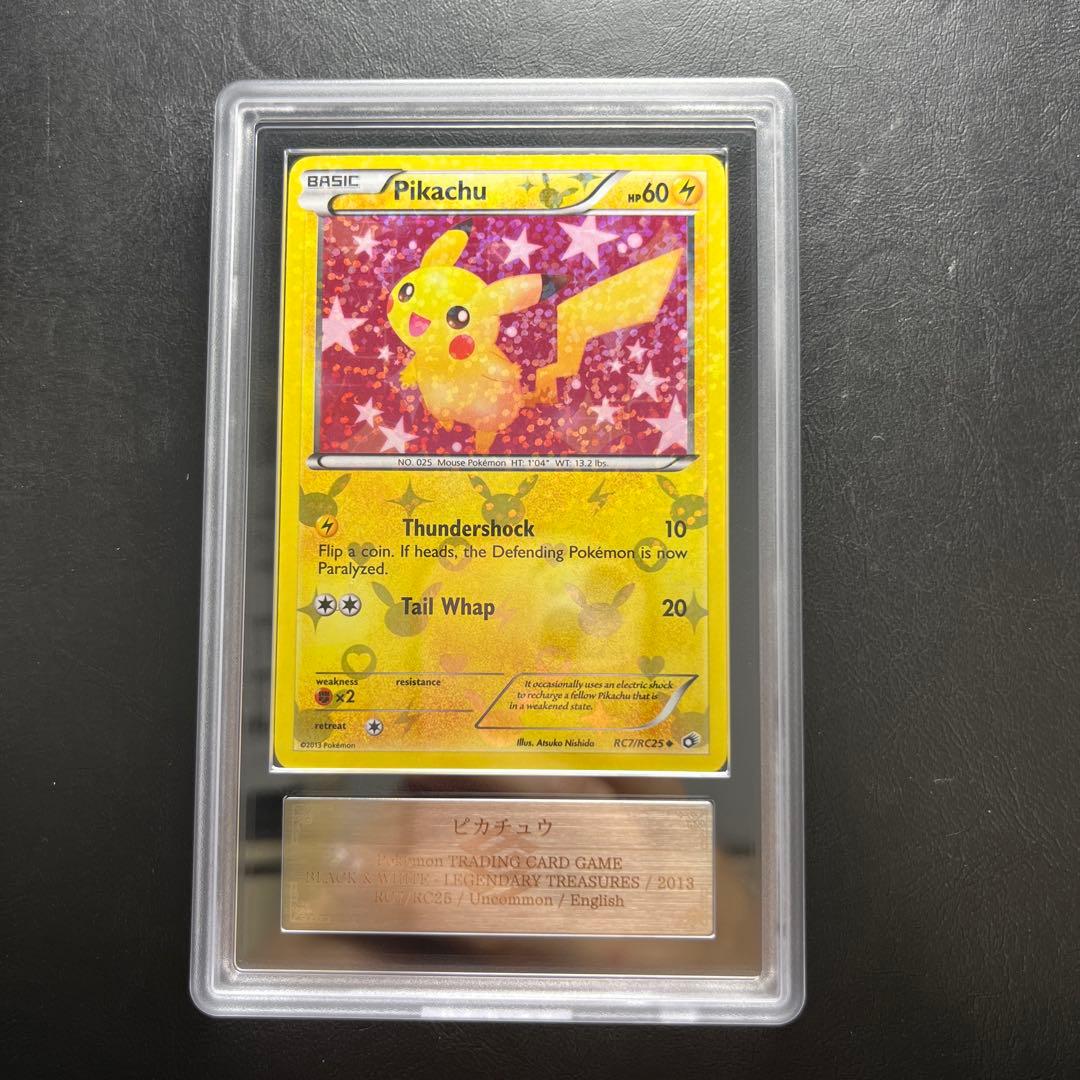 BASIC
Pikachu
HP60
NO. 025 Mouse Pokémon HT: 1'04" WT: 13.2 lbs.
Thundershock 10
Flip a coin. If heads, the Defending Pokémon is now
Paralyzed.
Tail Whap 20
weakness resistance
×2
retreat
It occasionally uses an electric shock
to recharge a fellow Pikachu that is
in a weakened state.
©2013 Pokémon
Illus. Atsuko Nishida
RC7/RC25
ピカチュウ
Pokémon TRADING CARD GAME
BLACK & WHITE - LEGENDARY TREASURES / 2013
RC7/RC25 / Uncommon / English